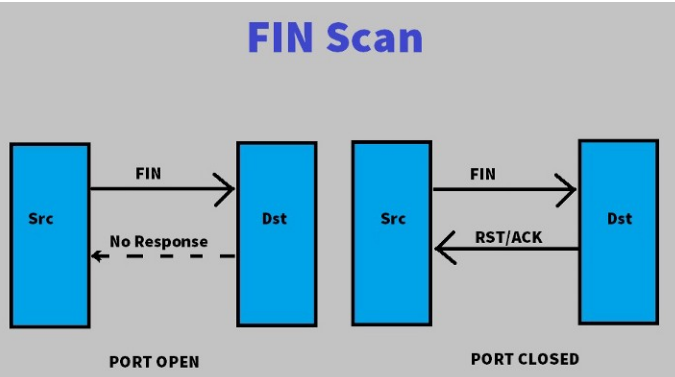 FIN Scan
FIN
Src
Dst
No Response
PORT OPEN
FIN
Src
Dst
RST/ACK
PORT CLOSED